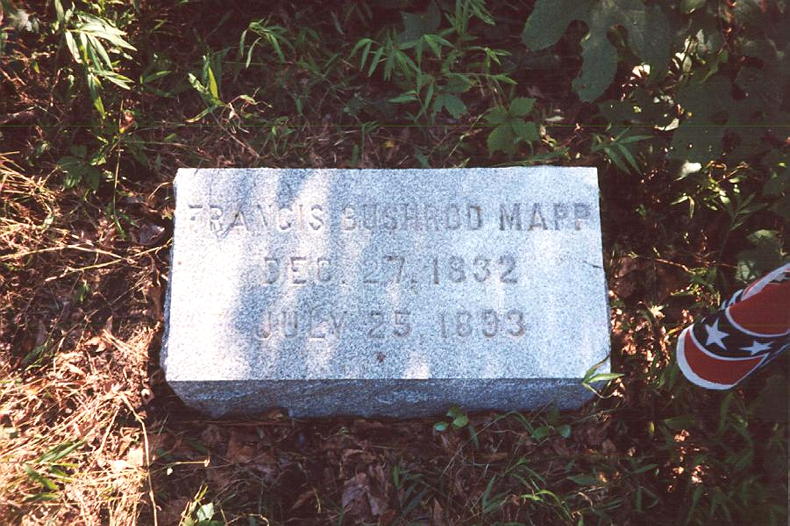 FRANCIS BUSHROD MAPP
DEC. 27, 1832
JULY 25, 1893